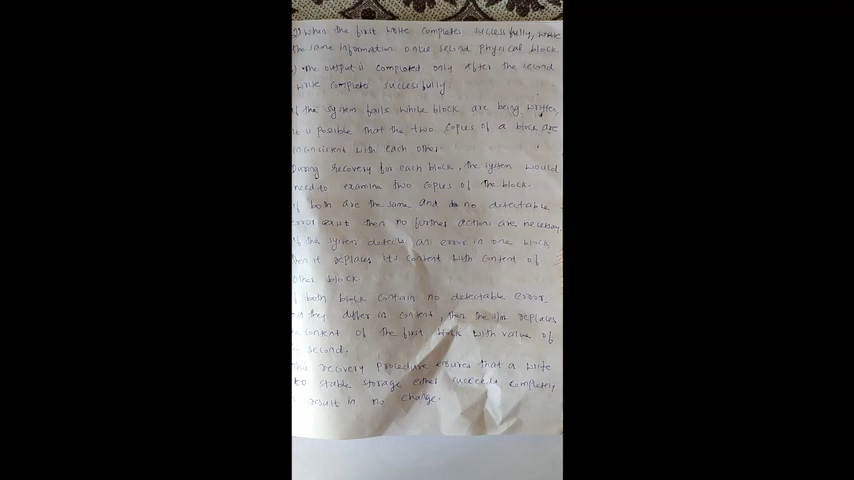 2) When the first write completes successfully, write
the same information onto second physical block
) The output is completed only after the second
write completes successfully.
If the system fails while block are being written,
it is possible that the two copies of a block are
inconsistent with each other.
During recovery for each block, the system would
need to examine two copies of the block.
If both are the same and no detectable
error exist then no further actions are necessary.
If the system detects an error in one block
then it replaces its content with content of
other block.
If both block contain no detectable error
but they differ in content, then the replaces
content of the first block with value of
second.
This recovery procedure ensures that a write
to stable storage either succeeds completely
result in no change.